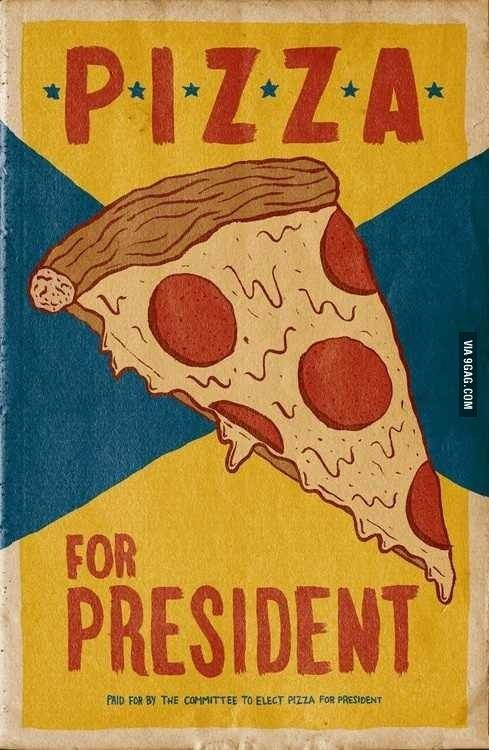 PIZZA
FOR
PRESIDENT
PAID FOR BY THE COMMITTEE TO ELECT PIZZA FOR PRESIDENT
VIA 9GAG.COM